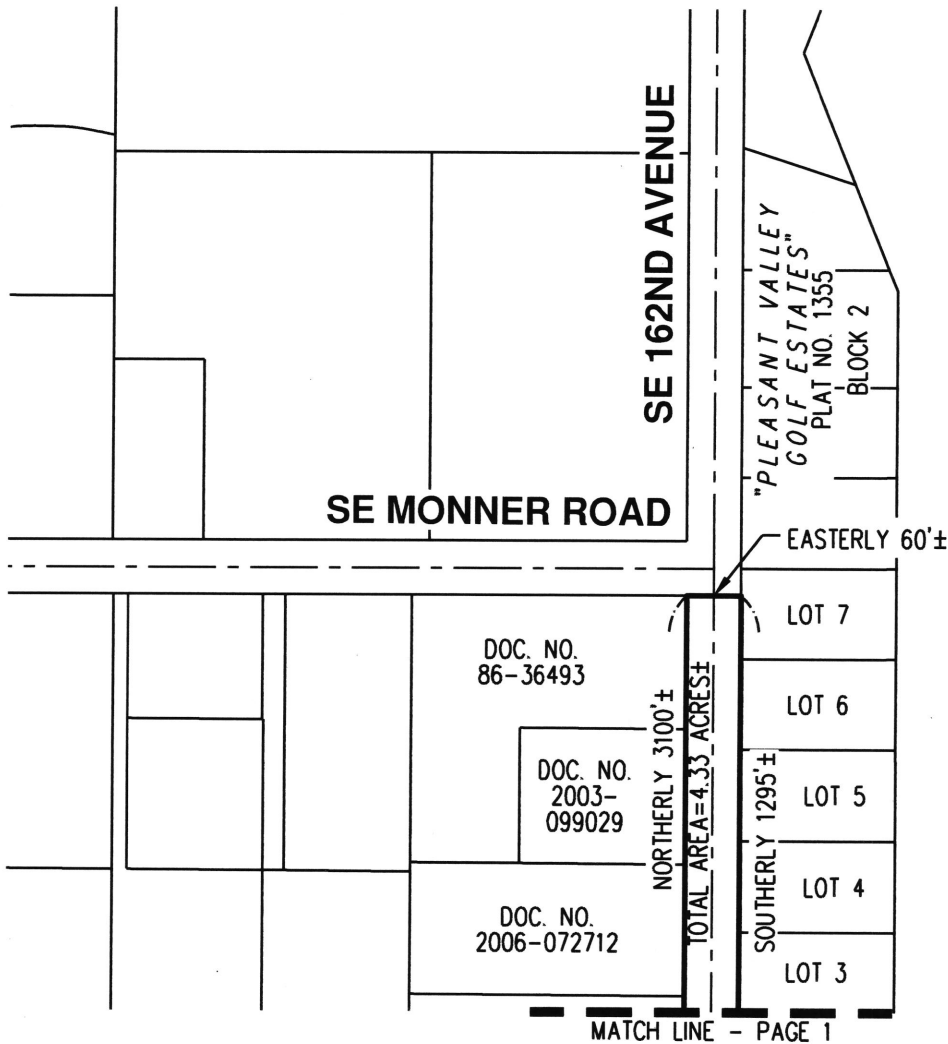 SE 162ND AVENUE
"PLEASANT VALLEY
GOLF ESTATES"
PLAT NO. 1355
BLOCK 2
SE MONNER ROAD
EASTERLY 60'±
LOT 7
DOC. NO.
86-36493
LOT 6
DOC. NO.
2003-
099029
NORTHERLY 3100'±
TOTAL AREA=4.33 ACRES±
SOUTHERLY 1295'±
LOT 5
LOT 4
DOC. NO.
2006-072712
LOT 3
MATCH LINE - PAGE 1